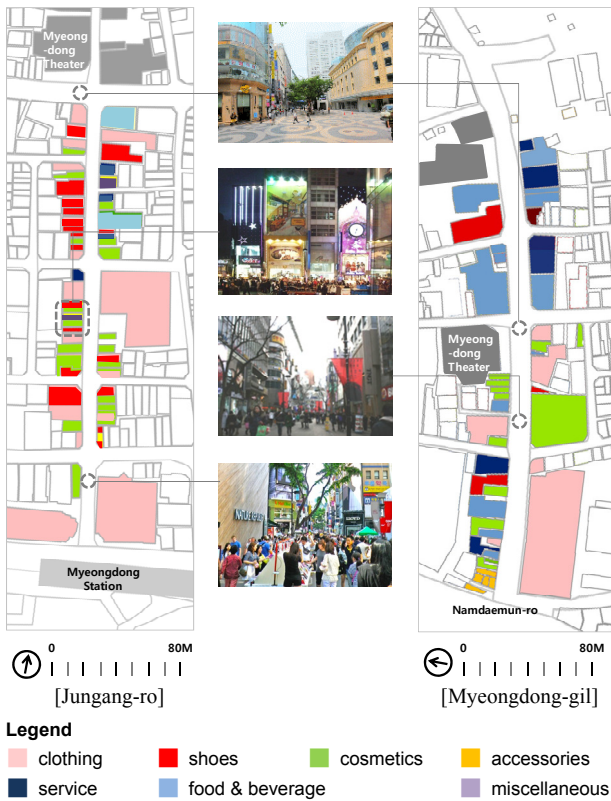 Myeong
-dong
Theater
Myeongdong
Station
Myeong
-dong
Theater
Namdaemun-ro
0 80M
[Jungang-ro]
0 80M
[Myeongdong-gil]
Legend
clothing shoes cosmetics accessories
service food & beverage miscellaneous